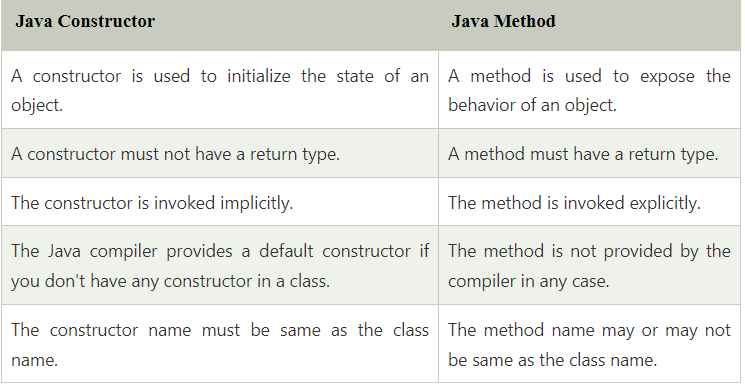 Java Constructor Java Method
A constructor is used to initialize the state of an
object.
A method is used to expose the
behavior of an object.
A constructor must not have a return type.
A method must have a return type.
The constructor is invoked implicitly.
The method is invoked explicitly.
The Java compiler provides a default constructor if
you don't have any constructor in a class.
The method is not provided by the
compiler in any case.
The constructor name must be same as the class
name.
The method name may or may not
be same as the class name.